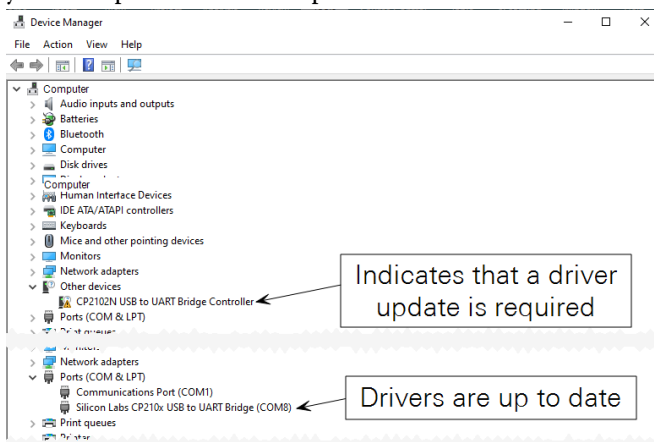 Device Manager
File Action View Help
Computer
Audio inputs and outputs
Batteries
Bluetooth
Computer
Disk drives
Computer
Human Interface Devices
IDE ATA/ATAPI controllers
Keyboards
Mice and other pointing devices
Monitors
Network adapters
Other devices
CP2102N USB to UART Bridge Controller
Indicates that a driver
update is required
Ports (COM & LPT)
Print queues
Network adapters
Ports (COM & LPT)
Communications Port (COM1)
Silicon Labs CP210x USB to UART Bridge (COM8)
Drivers are up to date
Print queues